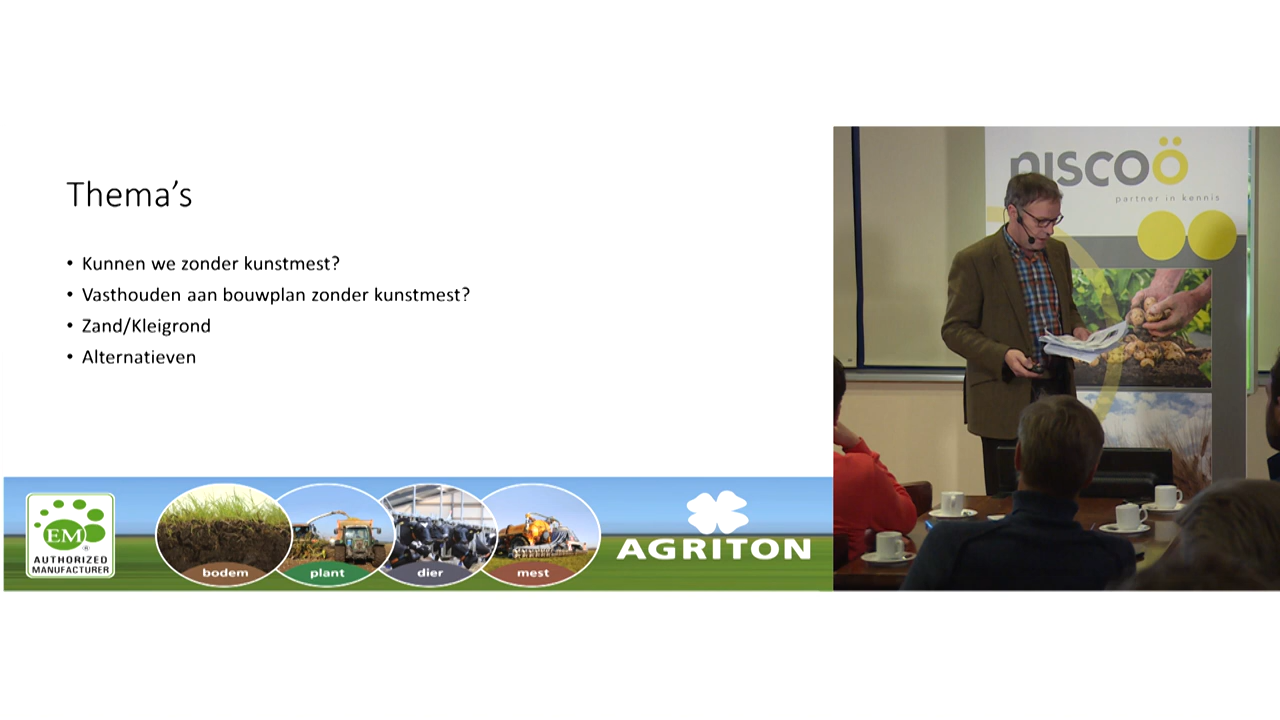 Thema's
• Kunnen we zonder kunstmest?
• Vasthouden aan bouwplan zonder kunstmest?
• Zand/Kleigrond
• Alternatieven
EM®
AUTHORIZED
MANUFACTURER
bodem
plant
dier
mest
AGRITON
niscoö
partner in kennis